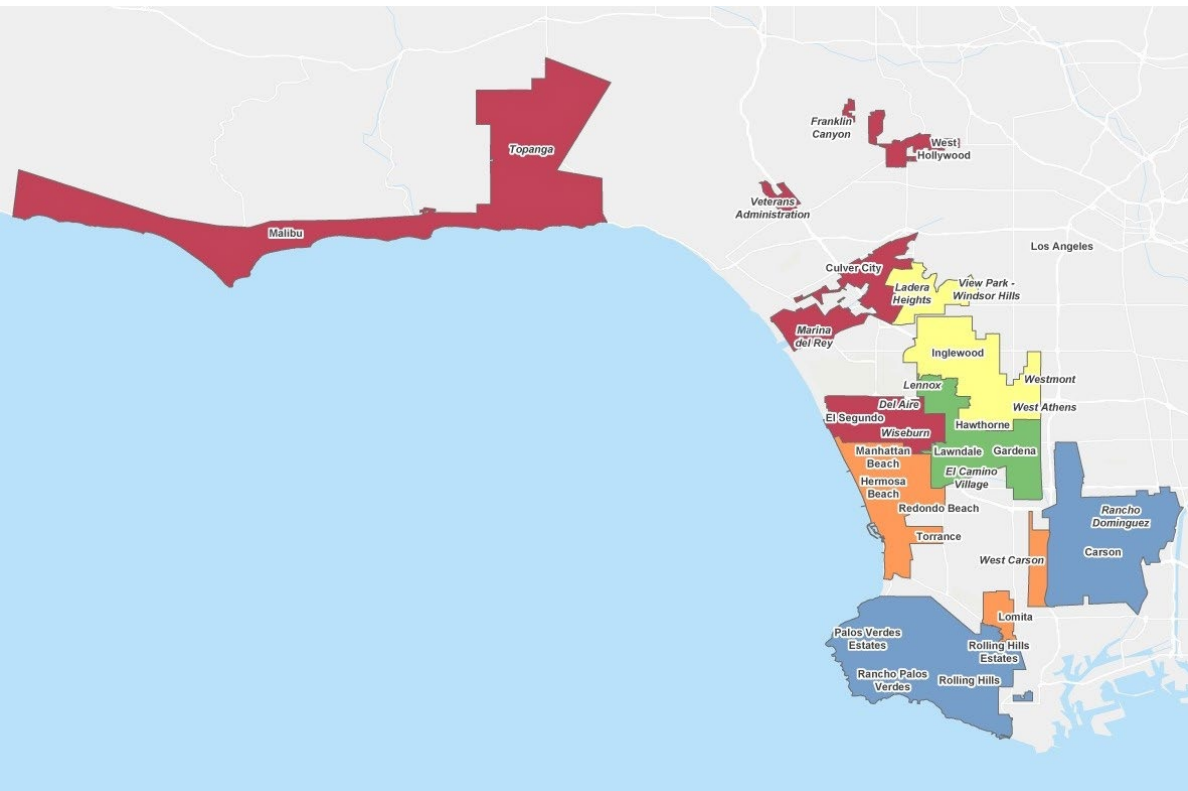 Topanga
Malibu
Franklin
Canyon
West
Hollywood
Veterans
Administration
Los Angeles
Culver City
Ladera
Heights
View Park -
Windsor Hills
Marina
del Rey
Inglewood
Lennox
Westmont
Del Aire
West Athens
El Segundo
Hawthorne
Wiseburn
Manhattan
Beach
Lawndale
Gardena
El Camino
Village
Hermosa
Beach
Redondo Beach
Rancho
Dominguez
Torrance
Carson
West Carson
Lomita
Palos Verdes
Estates
Rolling Hills
Estates
Rancho Palos
Verdes
Rolling Hills